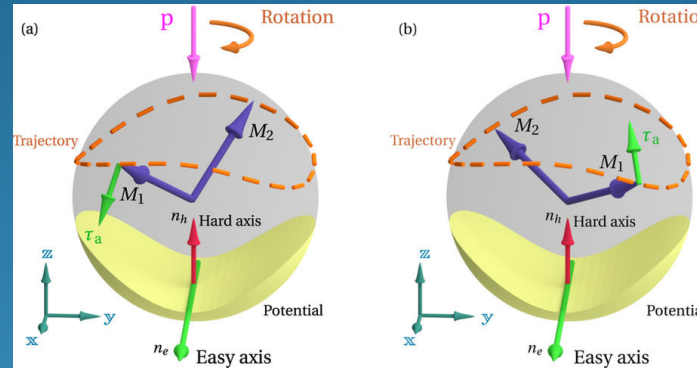 (a)
p
Rotation
Trajectory
M2
M1
τa
nh
Hard axis
z
y
x
Potential
ne
Easy axis
(b)
p
Rotatio
Trajectory
M2
M1
τa
nh
Hard axis
z
y
x
Potentia
ne
Easy axis